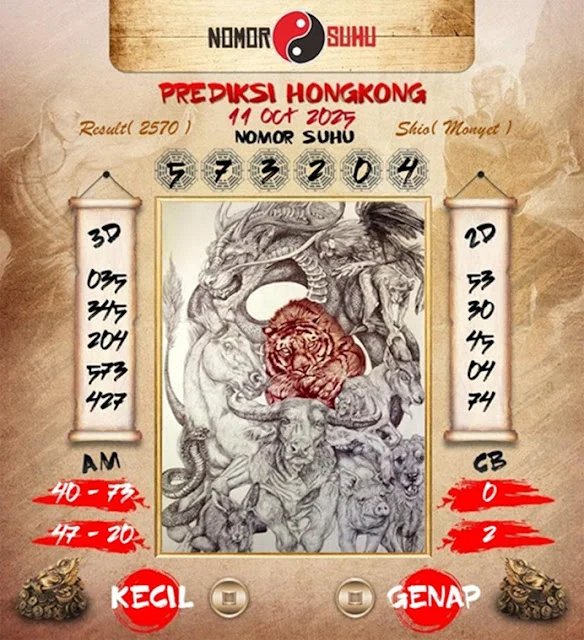 NOMOR SUHU
PREDIKSI HONGKONG
11 OCT 2025
Result( 2570 )
NOMOR SUHU
Shio( Monyet )
5 7 3 2 0 4
3D
035
345
204
573
427
2D
53
30
45
04
74
AM
40 - 73
47 - 20
CB
0
2
KECIL
GENAP